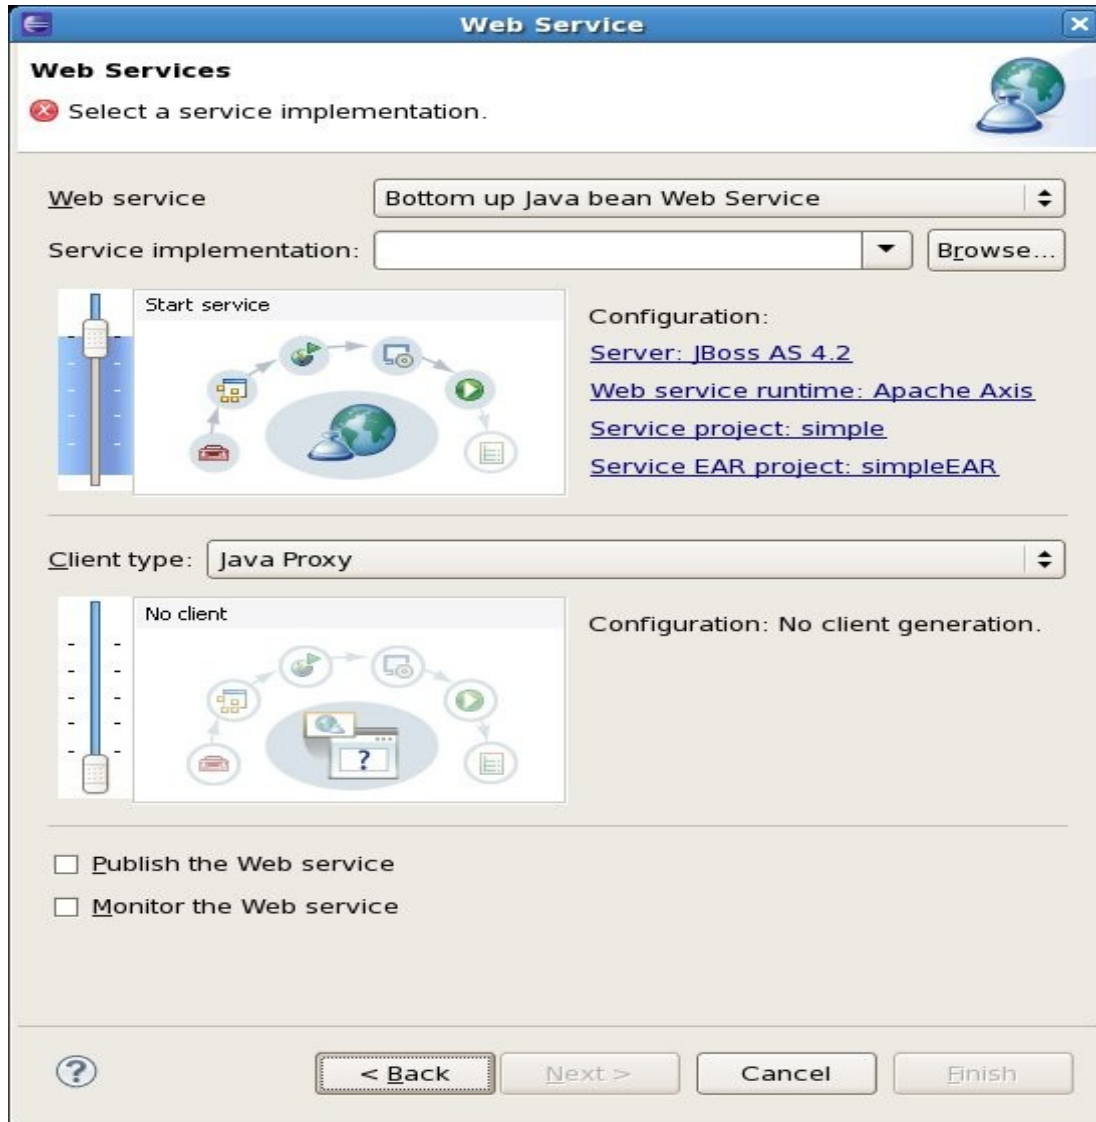 Web Service
Web Services
Select a service implementation.
Web service
Bottom up Java bean Web Service
Service implementation:
Browse...
Start service
Configuration:
Server: JBoss AS 4.2
Web service runtime: Apache Axis
Service project: simple
Service EAR project: simpleEAR
Client type:
Java Proxy
No client
Configuration: No client generation.
?
Publish the Web service
Monitor the Web service
?
< Back
Next >
Cancel
Finish